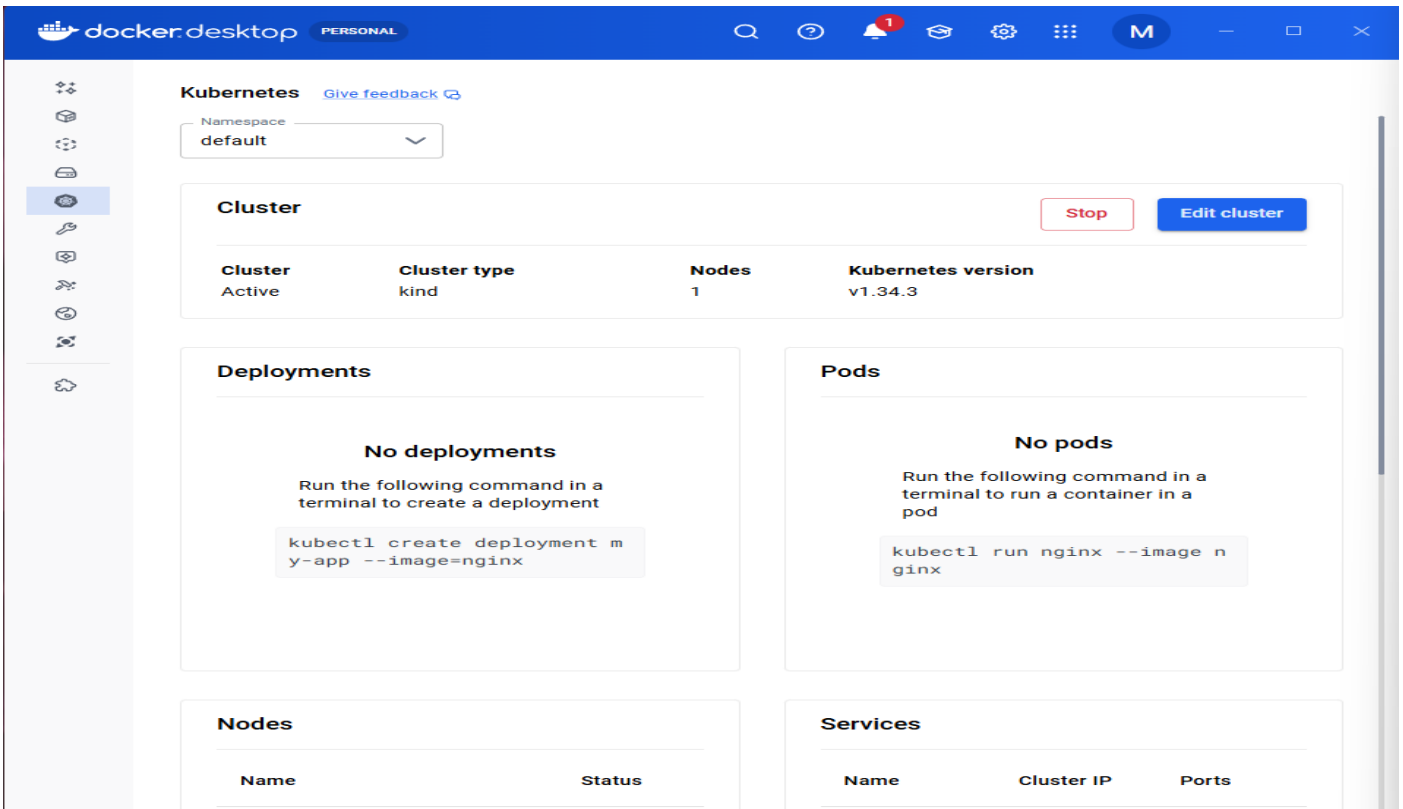 docker desktop PERSONAL
1
M
Kubernetes Give feedback
Namespace
default
Cluster
Stop
Edit cluster
Cluster Cluster type Nodes Kubernetes version
Active kind 1 v1.34.3
Deployments
No deployments
Run the following command in a
terminal to create a deployment
kubectl create deployment m
y-app --image=nginx
Pods
No pods
Run the following command in a
terminal to run a container in a
pod
kubectl run nginx --image n
ginx
Nodes
Name Status
Services
Name Cluster IP Ports